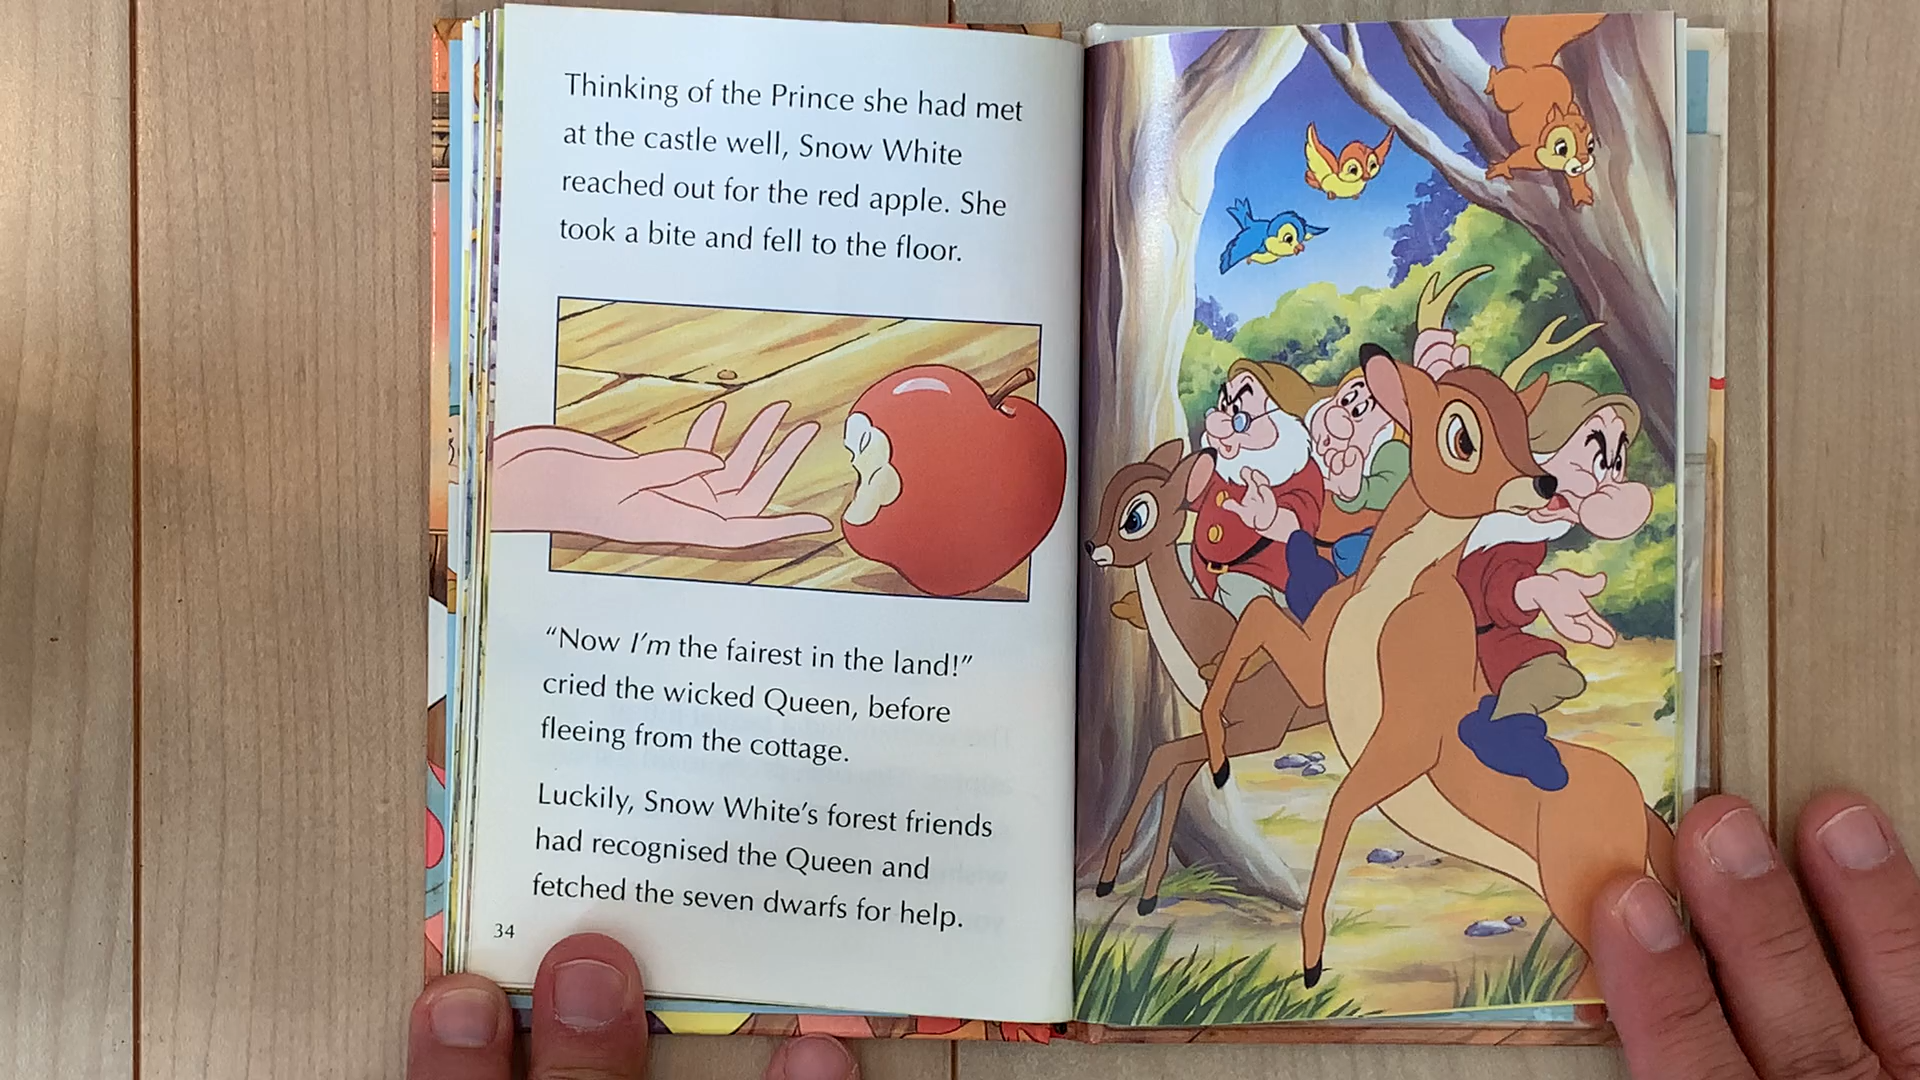 Thinking of the Prince she had met
at the castle well, Snow White
reached out for the red apple. She
took a bite and fell to the floor.
“Now I’m the fairest in the land!”
cried the wicked Queen, before
fleeing from the cottage.
Luckily, Snow White’s forest friends
had recognised the Queen and
fetched the seven dwarfs for help.
34